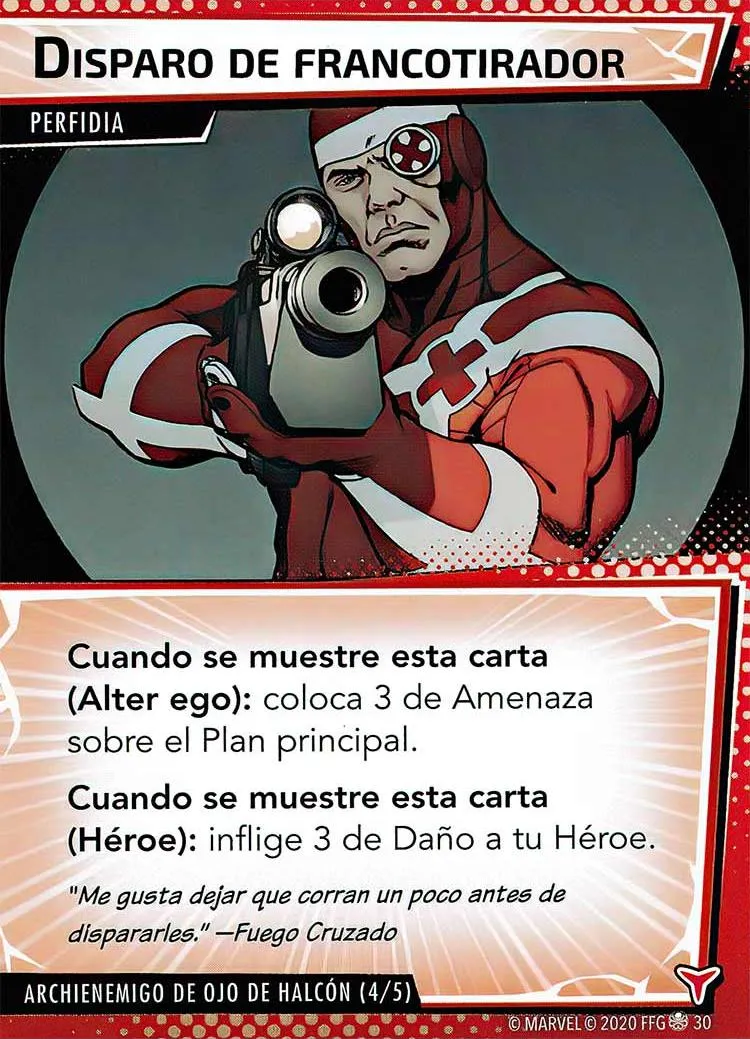 DISPARO DE FRANCOTIRADOR
PERFIDIA
Cuando se muestre esta carta
(Alter ego): coloca 3 de Amenaza
sobre el Plan principal.
Cuando se muestre esta carta
(Héroe): inflige 3 de Daño a tu Héroe.
"Me gusta dejar que corran un poco antes de
dispararles." —Fuego Cruzado
ARCHIENEMIGO DE OJO DE HALCÓN (4/5)
© MARVEL © 2020 FFG 30